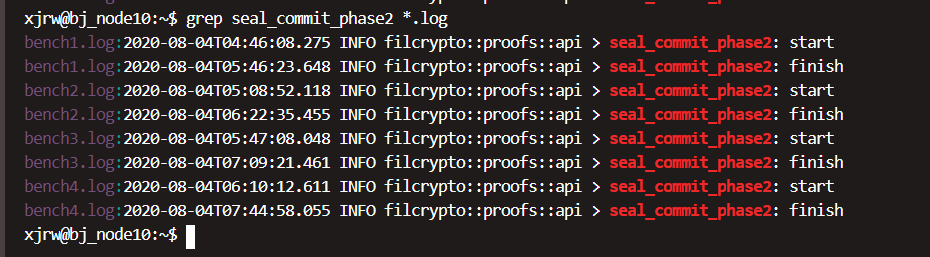 xjrw@bj_node10:~$ grep seal_commit_phase2 *.log
bench1.log:2020-08-04T04:46:08.275 INFO filcrypto::proofs::api > seal_commit_phase2: start
bench1.log:2020-08-04T05:46:23.648 INFO filcrypto::proofs::api > seal_commit_phase2: finish
bench2.log:2020-08-04T05:08:52.118 INFO filcrypto::proofs::api > seal_commit_phase2: start
bench2.log:2020-08-04T06:22:35.455 INFO filcrypto::proofs::api > seal_commit_phase2: finish
bench3.log:2020-08-04T05:47:08.048 INFO filcrypto::proofs::api > seal_commit_phase2: start
bench3.log:2020-08-04T07:09:21.461 INFO filcrypto::proofs::api > seal_commit_phase2: finish
bench4.log:2020-08-04T06:10:12.611 INFO filcrypto::proofs::api > seal_commit_phase2: start
bench4.log:2020-08-04T07:44:58.055 INFO filcrypto::proofs::api > seal_commit_phase2: finish
xjrw@bj_node10:~$